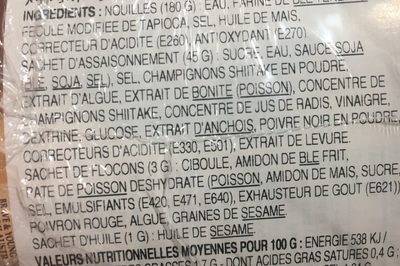 INGREDIENTS : NOUILLES (180 G) : EAU, FARINE DE BLE TENDRE
FECULE MODIFIEE DE TAPIOCA, SEL, HUILE DE MAIS.
CORRECTEUR D'ACIDITE (E260) ANTIOXYDANT (E270)
SACHET D'ASSAISONNEMENT (45 G) : SUCRE, EAU, SAUCE SOJA
BLE, SOJA, SEL), SEL, CHAMPIGNONS SHIITAKE EN POUDRE,
EXTRAIT D'ALGUE, EXTRAIT DE BONITE (POISSON), CONCENTRE DE
CHAMPIGNONS SHIITAKE, CONCENTRE DE JUS DE RADIS, VINAIGRE,
DEXTRINE, GLUCOSE, EXTRAIT D'ANCHOIS, POIVRE NOIR EN POUDRE,
CORRECTEURS D'ACIDITE (E330, E501), EXTRAIT DE LEVURE.
SACHET DE FLOCONS (3 G) : CIBOULE, AMIDON DE BLE FRIT,
PATE DE POISSON DESHYDRATE (POISSON, AMIDON DE MAIS, SUCRE,
SEL, EMULSIFIANTS (E420, E471, E640), EXHAUSTEUR DE GOUT (E621))
POIVRON ROUGE, ALGUE, GRAINES DE SESAME.
SACHET D'HUILE (1 G) : HUILE DE SESAME.
VALEURS NUTRITIONNELLES MOYENNES POUR 100 G : ENERGIE 538 KJ /
1,7 G - DONT ACIDES GRAS SATURES 0,4 G ;